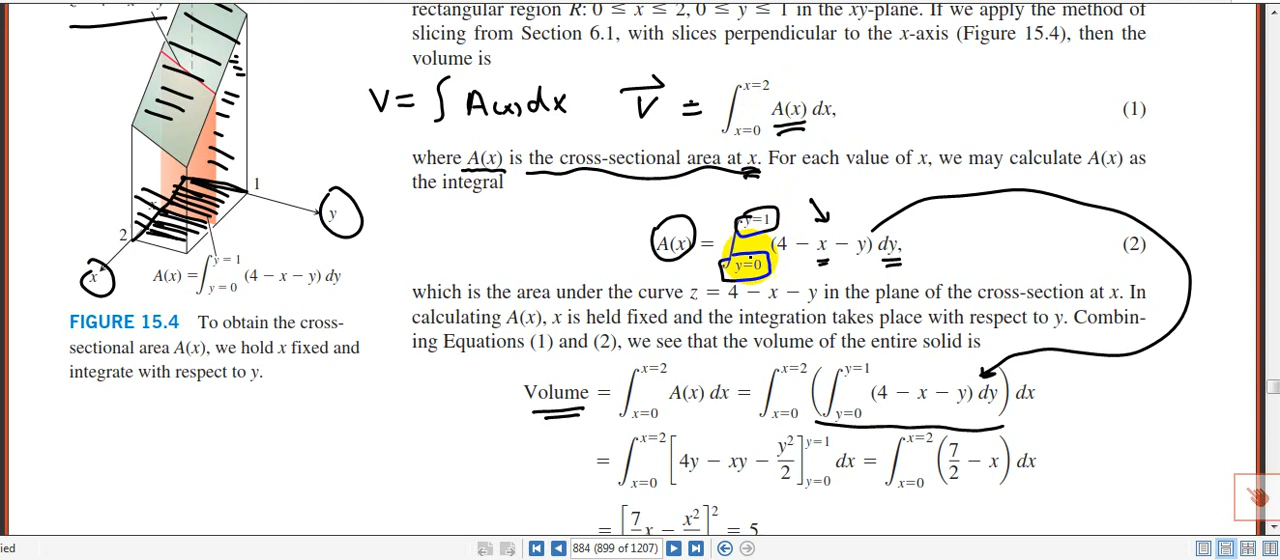 rectangular region R: 0 ≤ x ≤ 2, 0 ≤ y ≤ 1 in the xy-plane. If we apply the method of
slicing from Section 6.1, with slices perpendicular to the x-axis (Figure 15.4), then the
volume is
V = ∫ A(x) dx V = ∫_{x=0}^{x=2} A(x) dx, (1)
where A(x) is the cross-sectional area at x. For each value of x, we may calculate A(x) as
the integral
A(x) = ∫_{y=0}^{y=1} (4 − x − y) dy, (2)
which is the area under the curve z = 4 − x − y in the plane of the cross-section at x. In
calculating A(x), x is held fixed and the integration takes place with respect to y. Combin-
ing Equations (1) and (2), we see that the volume of the entire solid is
Volume = ∫_{x=0}^{x=2} A(x) dx = ∫_{x=0}^{x=2} (∫_{y=0}^{y=1} (4 − x − y) dy) dx
= ∫_{x=0}^{x=2} [4y − xy − y²/2]_{y=0}^{y=1} dx = ∫_{x=0}^{x=2} (7/2 − x) dx
= [7x − x²]² = 5
1
y
2
x
A(x) = ∫_{y=0}^{y=1} (4 − x − y) dy
FIGURE 15.4 To obtain the cross-
sectional area A(x), we hold x fixed and
integrate with respect to y.
ied
884 (899 of 1207)